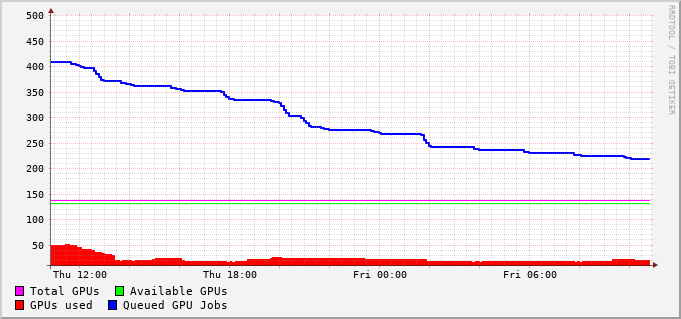 500
450
400
350
300
250
200
150
100
50
Thu 12:00 Thu 18:00 Fri 00:00 Fri 06:00
Total GPUs Available GPUs
GPUs used Queued GPU Jobs
RRDTOOL / TOBI OETIKER